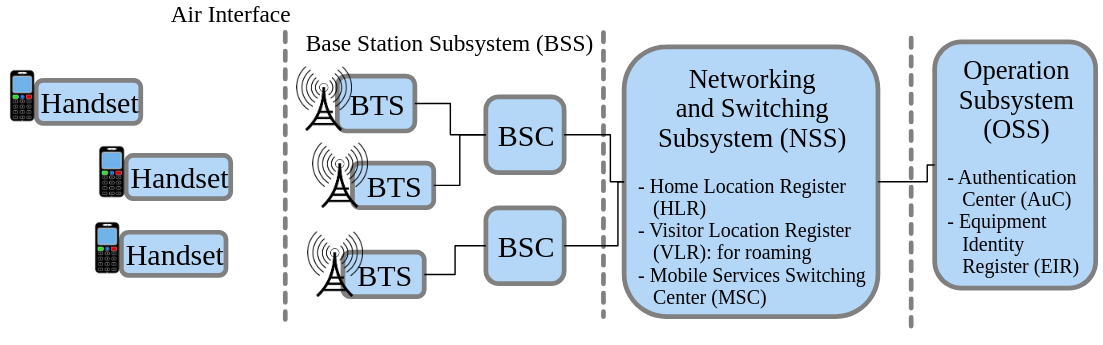 Air Interface
Base Station Subsystem (BSS)
Handset
Handset
Handset
BTS
BTS
BTS
BSC
BSC
Networking
and Switching
Subsystem (NSS)
- Home Location Register
(HLR)
- Visitor Location Register
(VLR): for roaming
- Mobile Services Switching
Center (MSC)
Operation
Subsystem
(OSS)
- Authentication
Center (AuC)
- Equipment
Identity
Register (EIR)